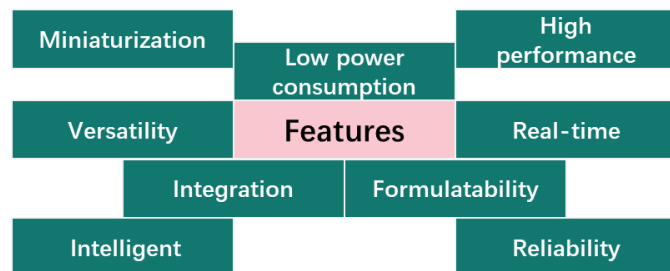 Miniaturization
Low power
consumption
High
performance
Versatility
Features
Real-time
Integration
Formulatability
Intelligent
Reliability